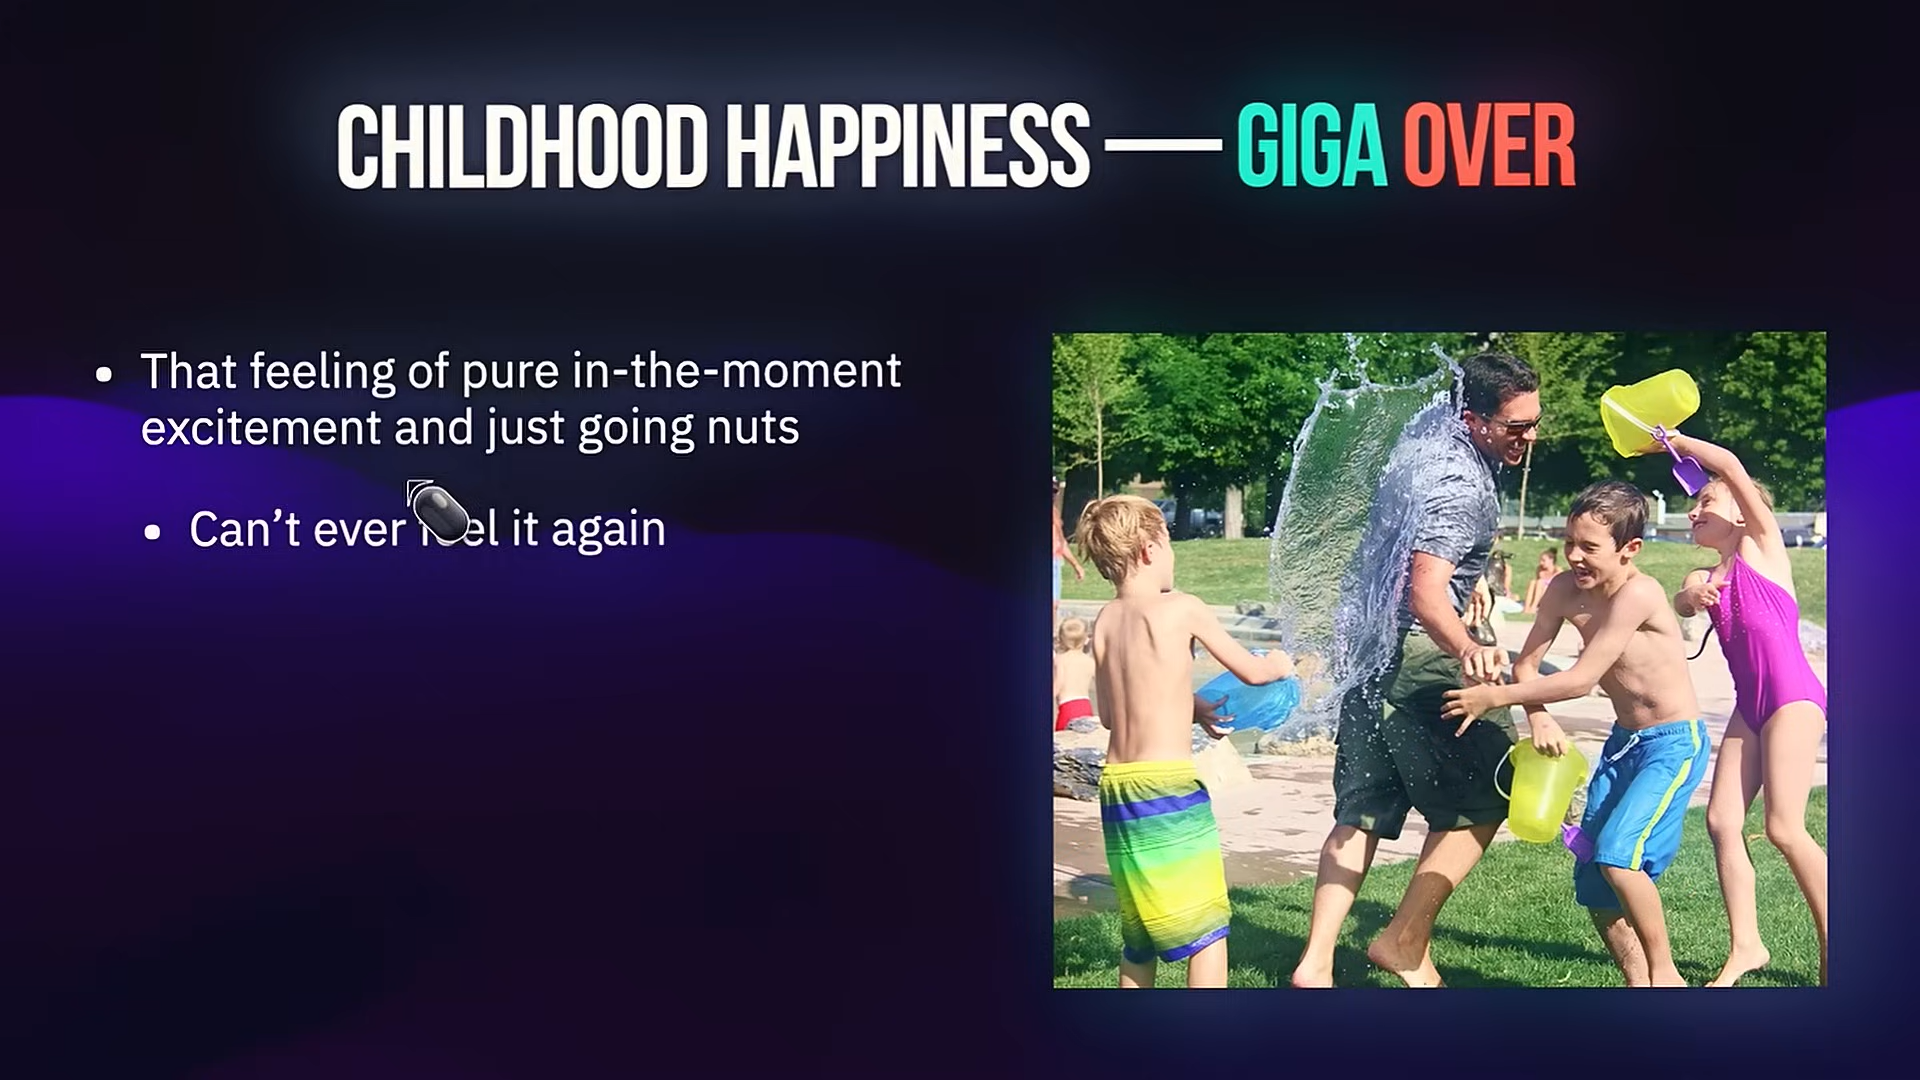 CHILDHOOD HAPPINESS — GIGA OVER
• That feeling of pure in-the-moment
excitement and just going nuts
• Can’t ever feel it again